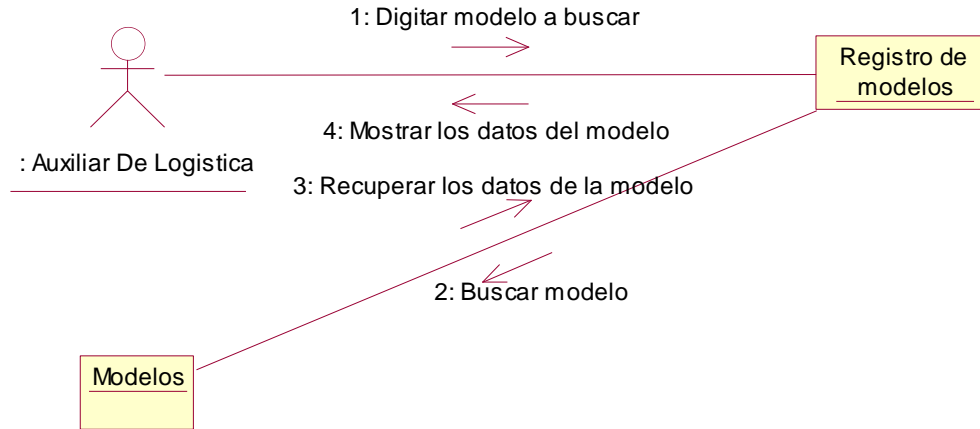 1: Digitar modelo a buscar
Registro de
modelos
4: Mostrar los datos del modelo
: Auxiliar De Logistica
3: Recuperar los datos de la modelo
2: Buscar modelo
Modelos